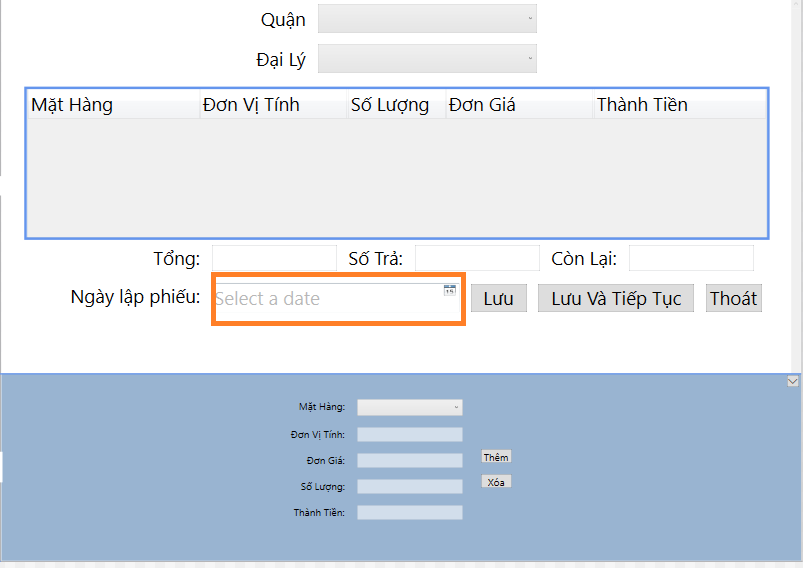 Quận
Đại Lý
Mặt Hàng Đơn Vị Tính Số Lượng Đơn Giá Thành Tiền
Tổng: Số Trả: Còn Lại:
Ngày lập phiếu: Select a date 15 Lưu Lưu Và Tiếp Tục Thoát
Mặt Hàng:
Đơn Vị Tính:
Đơn Giá: Thêm
Số Lượng: Xóa
Thành Tiền: